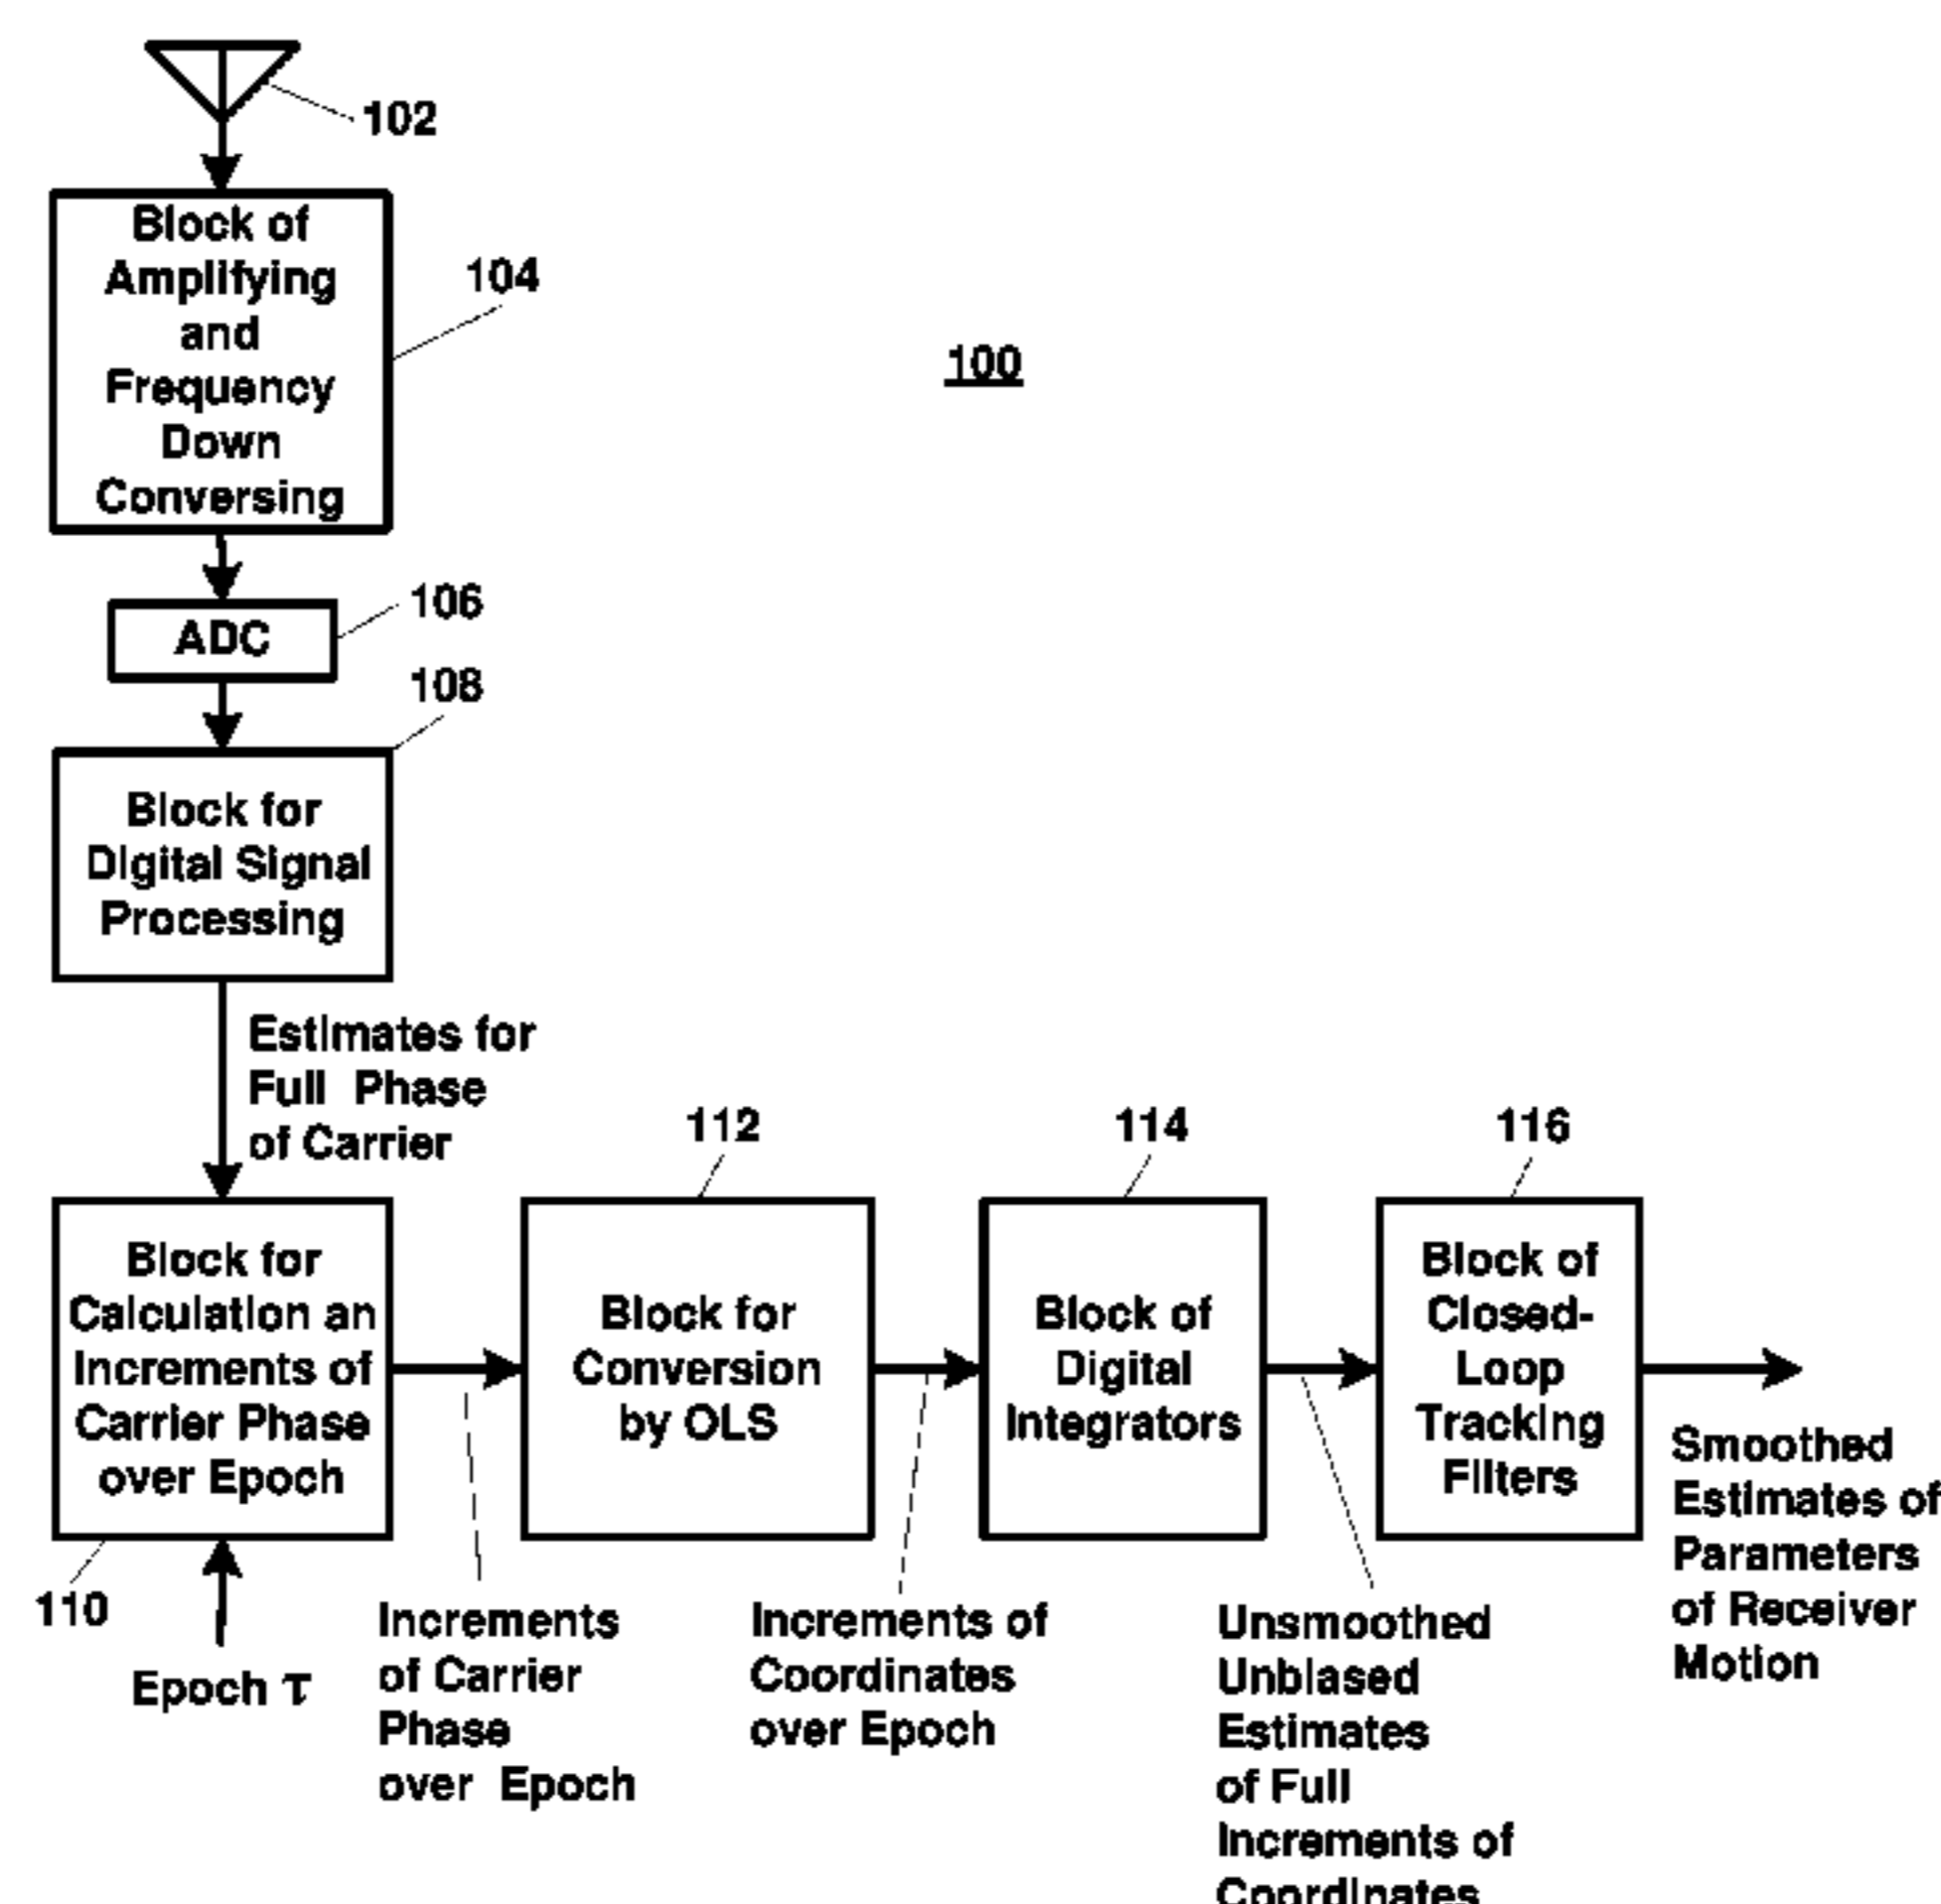 102
Block of
Amplifying
and
Frequency
Down
Conversing
104
100
ADC
106
108
Block for
Digital Signal
Processing
Estimates for
Full Phase
of Carrier
112
114
116
Block for
Calculation an
Increments of
Carrier Phase
over Epoch
Block for
Conversion
by OLS
Block of
Digital
Integrators
Block of
Closed-
Loop
Tracking
Filters
Smoothed
Estimates of
Parameters
of Receiver
Motion
110
Epoch τ
Increments
of Carrier
Phase
over Epoch
Increments of
Coordinates
over Epoch
Unsmoothed
Unbiased
Estimates
of Full
Increments of
Coordinates